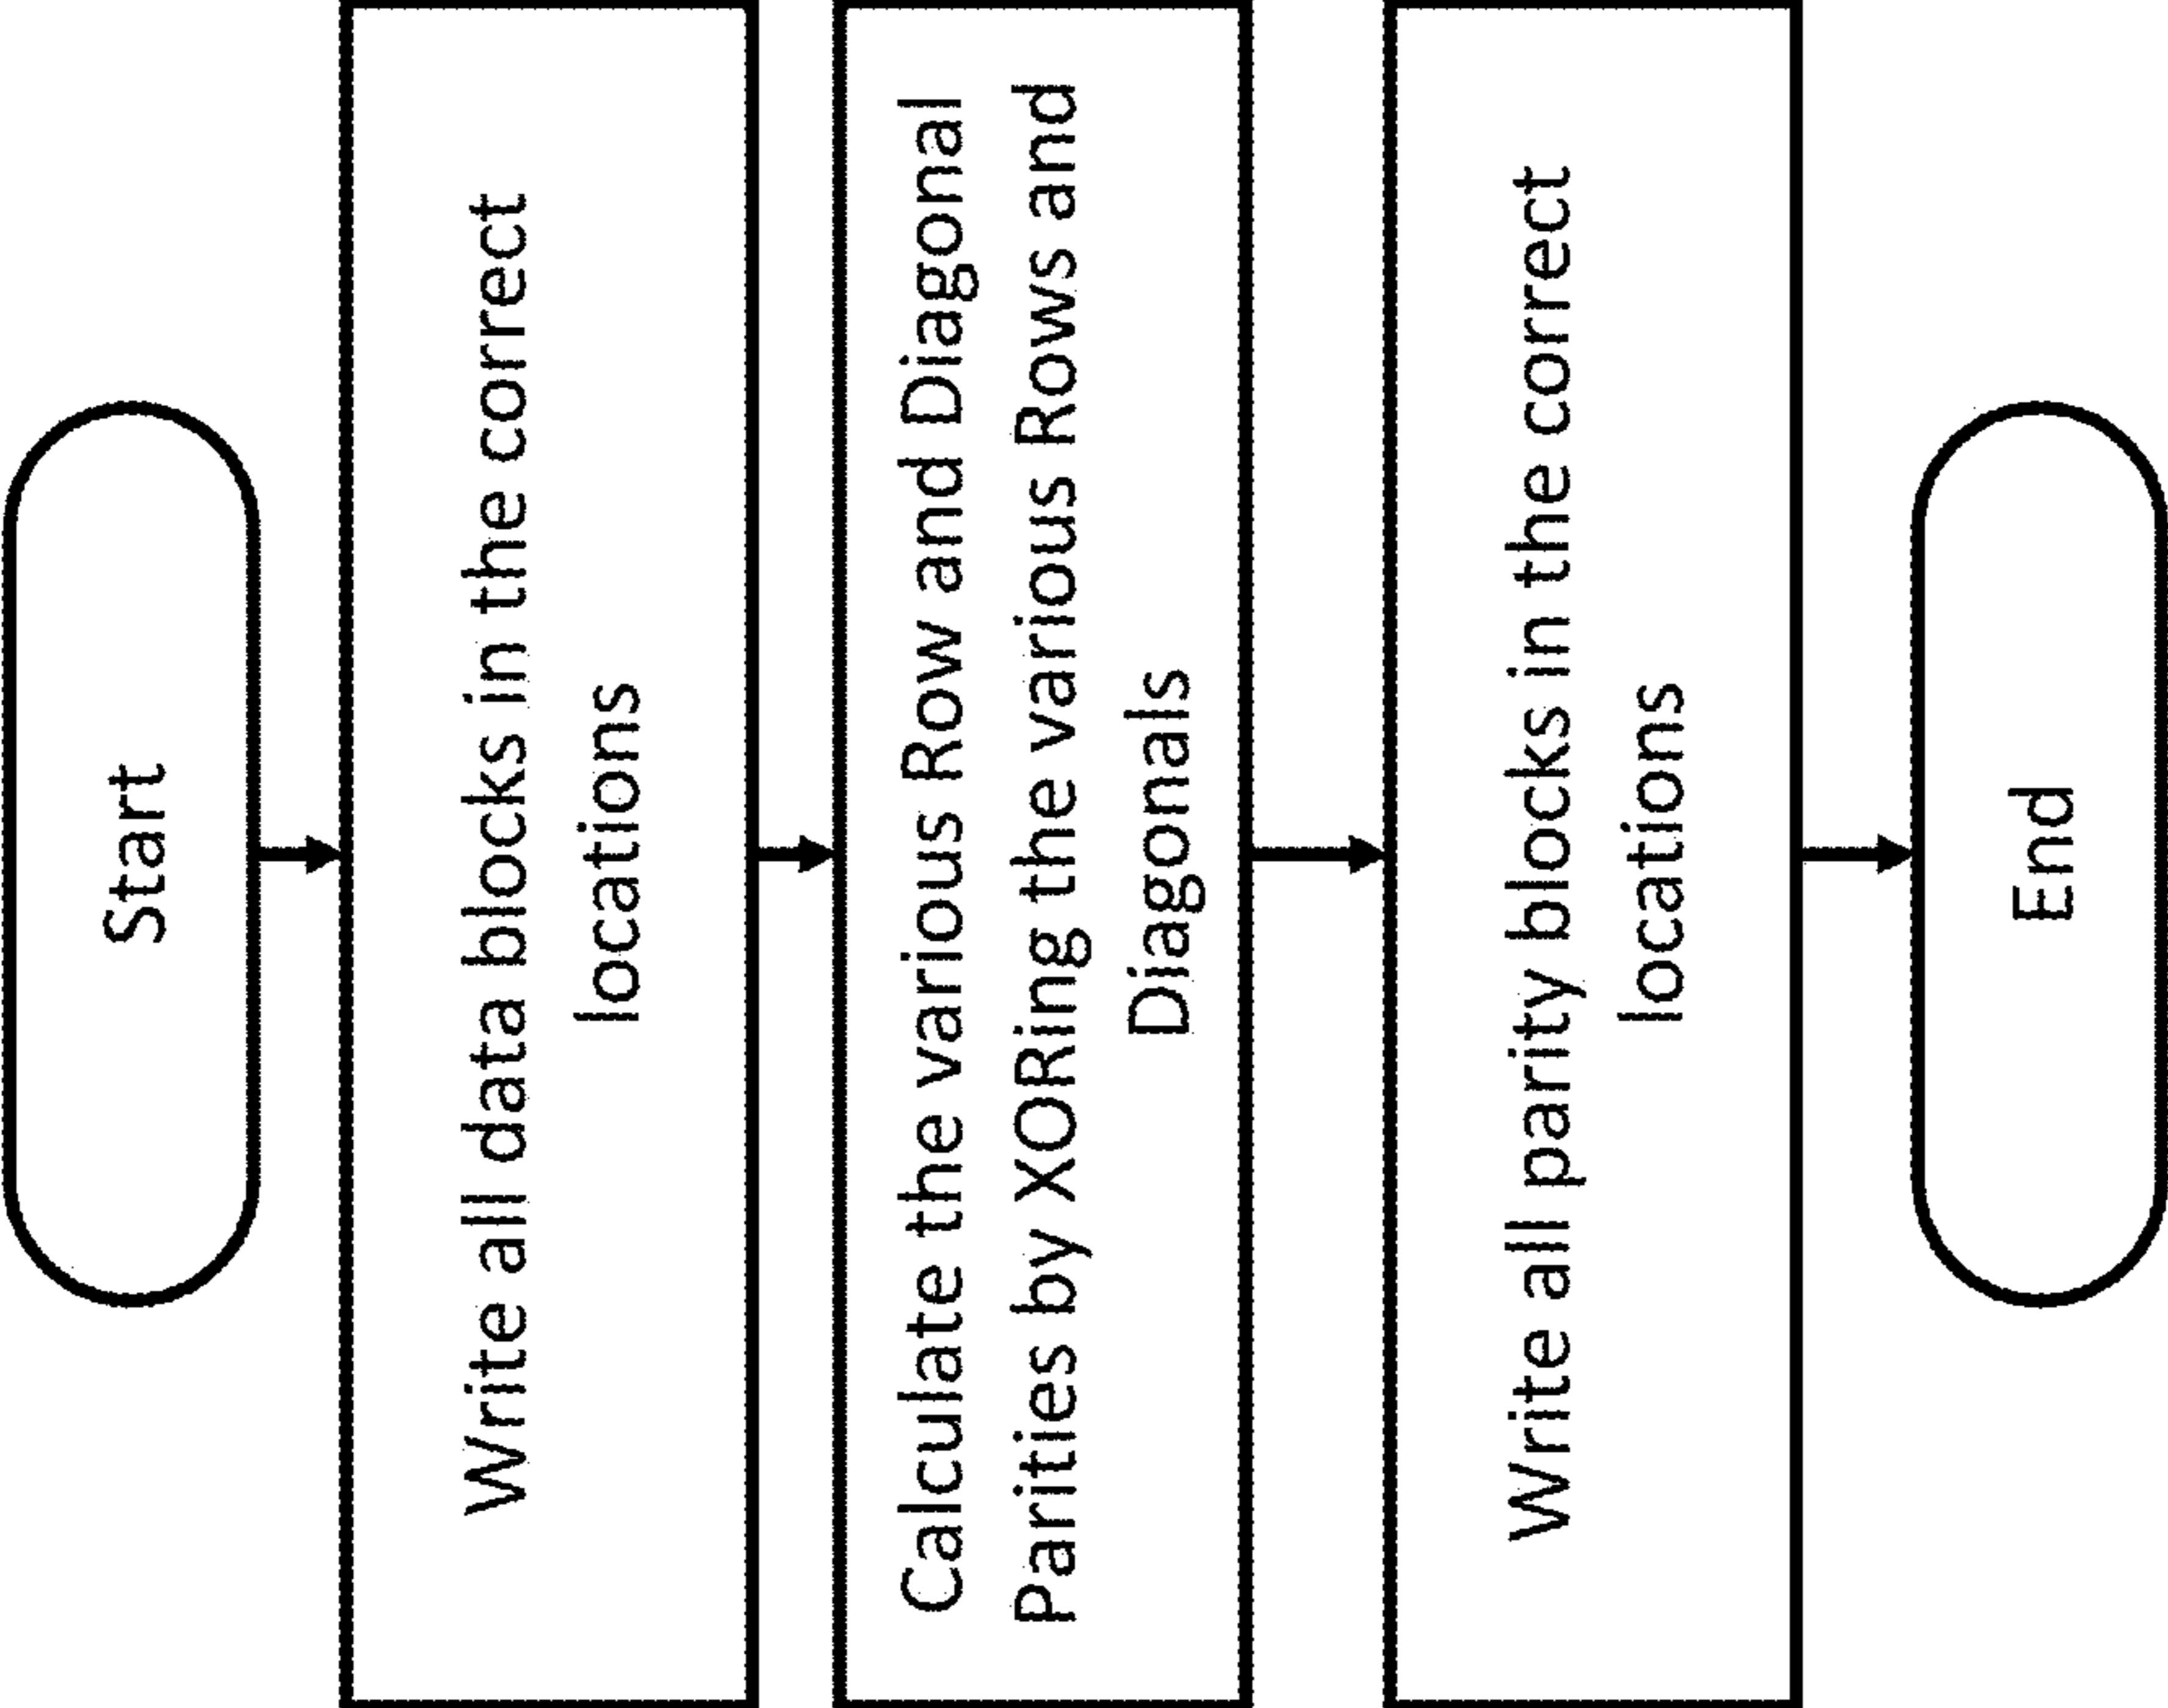 Start
Write all data blocks in the correct
locations
Calculate the various Row and Diagonal
Parities by XORing the various Rows and
Diagonals
Write all parity blocks in the correct
locations
End